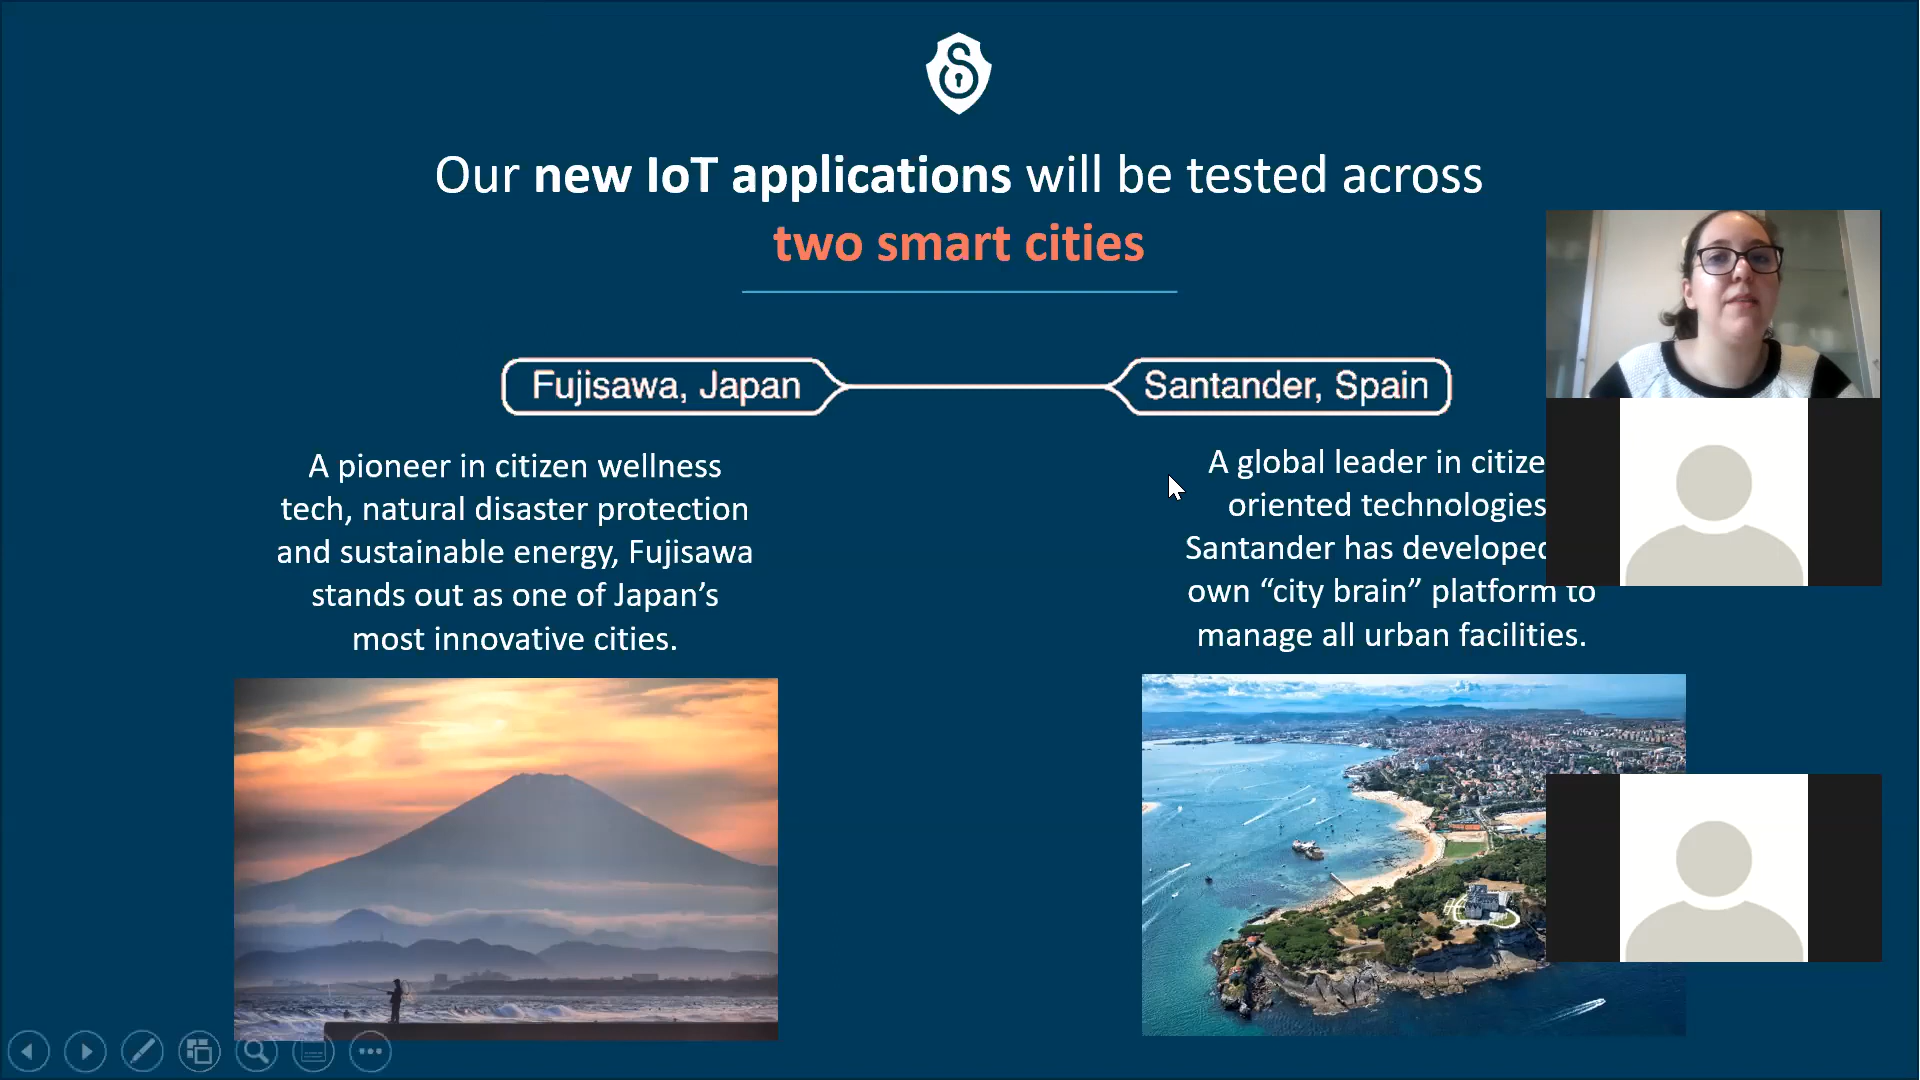 Our new IoT applications will be tested across
two smart cities
Fujisawa, Japan
Santander, Spain
A pioneer in citizen wellness
tech, natural disaster protection
and sustainable energy, Fujisawa
stands out as one of Japan’s
most innovative cities.
A global leader in
oriented technologies
Santander has developed
own “city brain” platform to
manage all urban facilities.